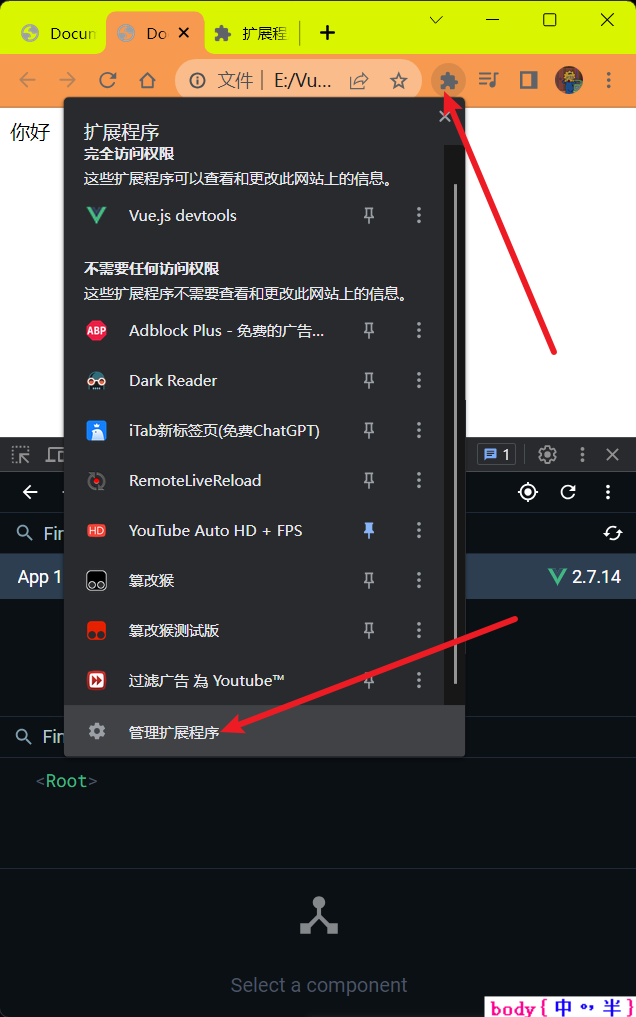 Docun
Do
扩展程
文件
E:/Vu...
你好
扩展程序
完全访问权限
这些扩展程序可以查看和更改此网站上的信息。
Vue.js devtools
不需要任何访问权限
这些扩展程序不需要查看和更改此网站上的信息。
ABP
Adblock Plus - 免费的广告...
Dark Reader
iTab新标签页(免费ChatGPT)
RemoteLiveReload
HD
YouTube Auto HD + FPS
篡改猴
篡改猴测试版
过滤广告 為 Youtube™
管理扩展程序
1
Fin
App 1
2.7.14
Fin
<Root>
Select a component
body{ 中 °, 半 }